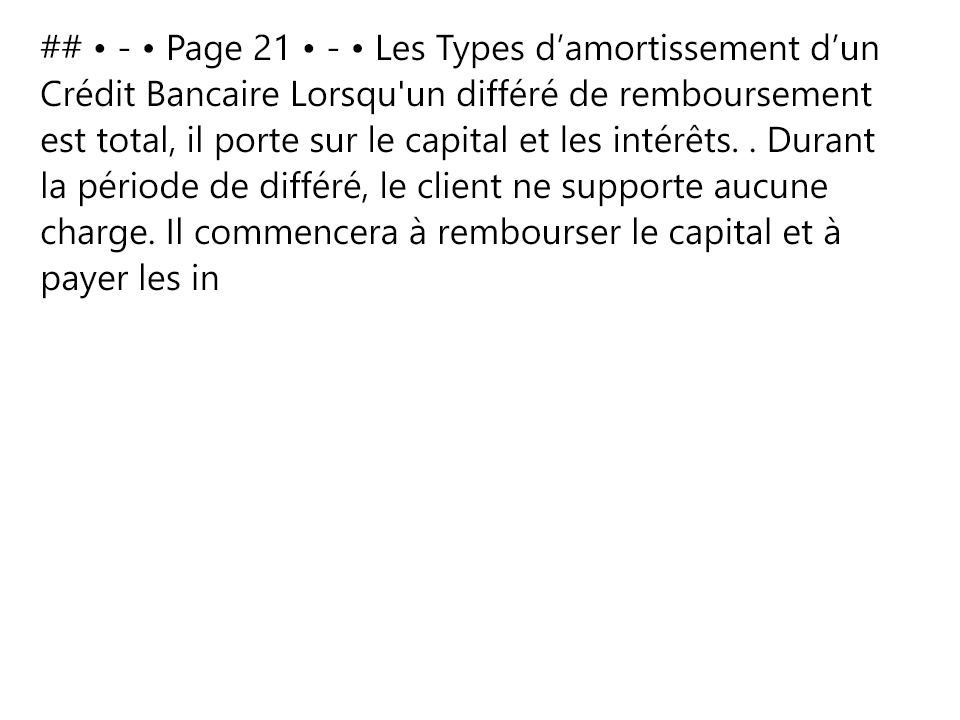 ## • - • Page 21 • - • Les Types d’amortissement d’un
Crédit Bancaire Lorsqu'un différé de remboursement
est total, il porte sur le capital et les intérêts. . Durant
la période de différé, le client ne supporte aucune
charge. Il commencera à rembourser le capital et à
payer les in